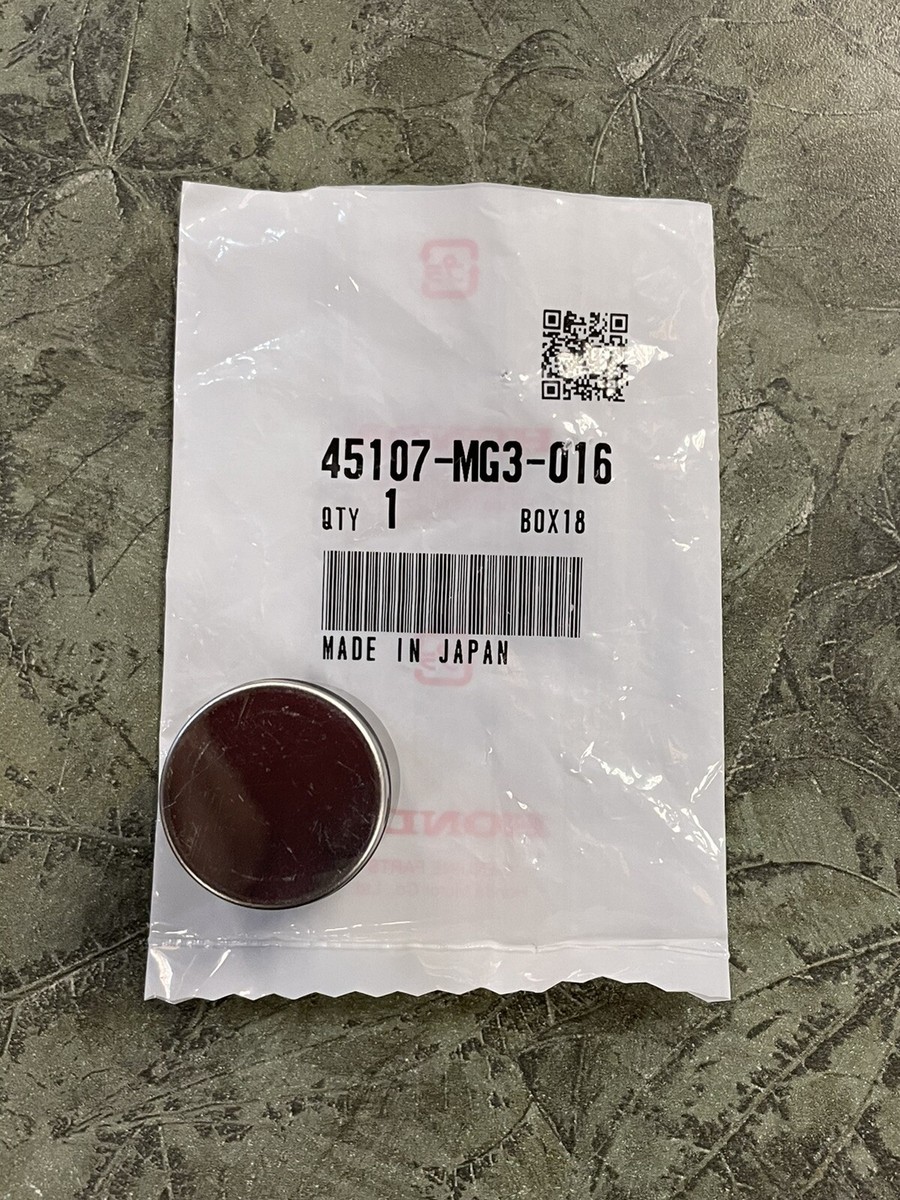 45107-MG3-016
QTY 1 BOX18
MADE IN JAPAN